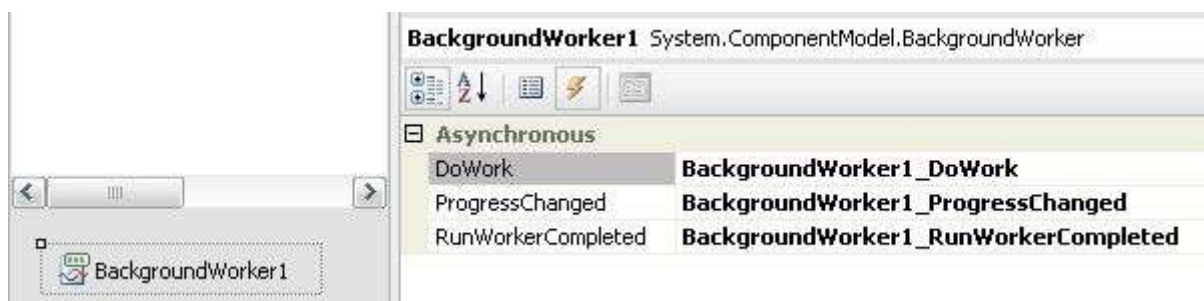 BackgroundWorker1 System.ComponentModel.BackgroundWorker
A
Z
Asynchronous
DoWork BackgroundWorker1_DoWork
ProgressChanged BackgroundWorker1_ProgressChanged
RunWorkerCompleted BackgroundWorker1_RunWorkerCompleted
BackgroundWorker1